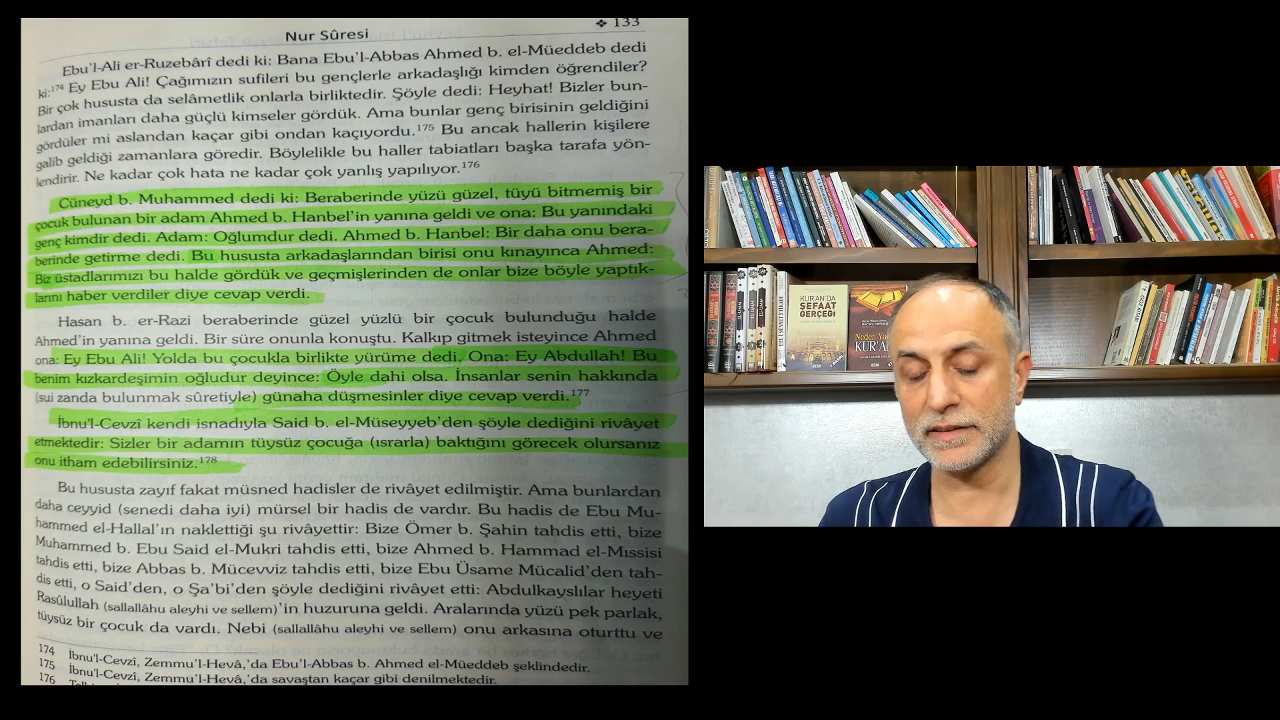 Nur Sûresi
❖ 133
Ebu'l-Ali er-Ruzebârî dedi ki: Bana Ebu'l-Abbas Ahmed b. el-Müeddeb dedi
ki:174 Ey Ebu Ali! Çağımızın sufileri bu gençlerle arkadaşlığı kimden öğrendiler?
Bir çok hususta da selâmetlik onlarla birliktedir. Şöyle dedi: Heyhat! Bizler bun-
lardan imanları daha güçlü kimseler gördük. Ama bunlar genç birisinin geldiğini
gördüler mi aslandan kaçar gibi ondan kaçıyordu.175 Bu ancak hallerin kişilere
galib geldiği zamanlara göredir. Böylelikle bu haller tabiatları başka tarafa yön-
lendirir. Ne kadar çok hata ne kadar çok yanlış yapılıyor.176
Cüneyd b. Muhammed dedi ki: Beraberinde yüzü güzel, tüyü bitmemiş bir
çocuk bulunan bir adam Ahmed b. Hanbel'in yanına geldi ve ona: Bu yanındaki
genç kimdir dedi. Adam: Oğlumdur dedi. Ahmed b. Hanbel: Bir daha onu bera-
berinde getirme dedi. Bu hususta arkadaşlarından birisi onu kınayınca Ahmed:
Biz üstadlarımızı bu halde gördük ve geçmişlerinden de onlar bize böyle yaptık-
larını haber verdiler diye cevap verdi.
Hasan b. er-Razi beraberinde güzel yüzlü bir çocuk bulunduğu halde
Ahmed'in yanına geldi. Bir süre onunla konuştu. Kalkıp gitmek isteyince Ahmed
ona: Ey Ebu Ali! Yolda bu çocukla birlikte yürüme dedi. Ona: Ey Abdullah! Bu
benim kızkardeşimin oğludur deyince: Öyle dahi olsa. İnsanlar senin hakkında
(sui zanda bulunmak sûretiyle) günaha düşmesinler diye cevap verdi.177
İbnu'l-Cevzî kendi isnadıyla Said b. el-Müseyyeb'den şöyle dediğini rivâyet
etmektedir: Sizler bir adamın tüysüz çocuğa (ısrarla) baktığını görecek olursanız
onu itham edebilirsiniz.178
Bu hususta zayıf fakat müsned hadisler de rivâyet edilmiştir. Ama bunlardan
daha ceyyid (senedi daha iyi) mürsel bir hadis de vardır. Bu hadis de Ebu Mu-
hammed el-Hallal'ın naklettiği şu rivâyettir: Bize Ömer b. Şahin tahdis etti, bize
Muhammed b. Ebu Said el-Mukri tahdis etti, bize Ahmed b. Hammad el-Mıssisi
tahdis etti, bize Abbas b. Mücevviz tahdis etti, bize Ebu Üsame Mücalid'den tah-
dis etti, o Said'den, o Şa'bi'den şöyle dediğini rivâyet etti: Abdulkayslılar heyeti
Rasûlullah (sallallâhu aleyhi ve sellem)'in huzuruna geldi. Aralarında yüzü pek parlak,
tüysüz bir çocuk da vardı. Nebi (sallallâhu aleyhi ve sellem) onu arkasına oturttu ve
174 İbnu'l-Cevzî, Zemmu'l-Hevâ,'da Ebu'l-Abbas b. Ahmed el-Müeddeb şeklindedir.
175 İbnu'l-Cevzî, Zemmu'l-Hevâ,'da savaştan kaçar gibi denilmektedir.
176
KUR'AN'DA
ŞEFAAT
GERÇEĞİ
Neden Yalnız
KUR'AN